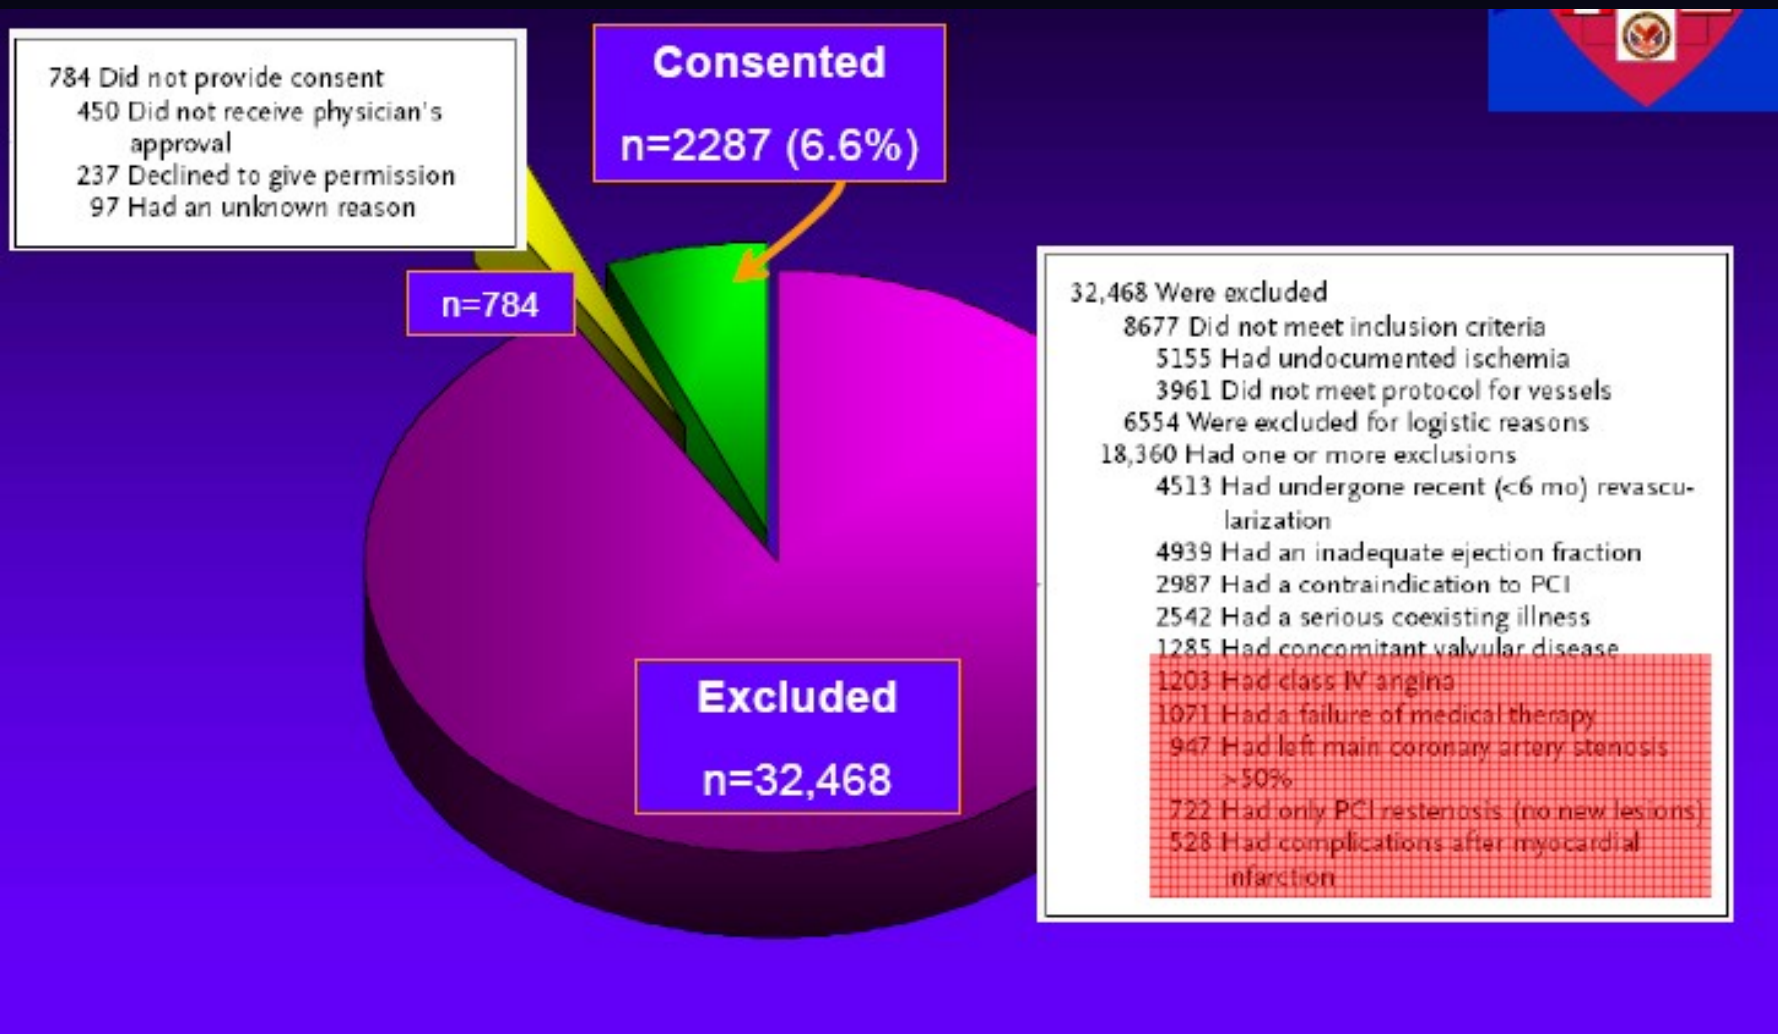 784 Did not provide consent
450 Did not receive physician's
approval
237 Declined to give permission
97 Had an unknown reason
Consented
n=2287 (6.6%)
n=784
Excluded
n=32,468
32,468 Were excluded
8677 Did not meet inclusion criteria
5155 Had undocumented ischemia
3961 Did not meet protocol for vessels
6554 Were excluded for logistic reasons
18,360 Had one or more exclusions
4513 Had undergone recent (<6 mo) revascu-
larization
4939 Had an inadequate ejection fraction
2987 Had a contraindication to PCI
2542 Had a serious coexisting illness
1285 Had concomitant valvular disease
1203 Had class IV angina
1071 Had a failure of medical therapy
947 Had left main coronary artery stenosis
>50%
722 Had only PCI restenosis (no new lesions)
528 Had complications after myocardial
infarction